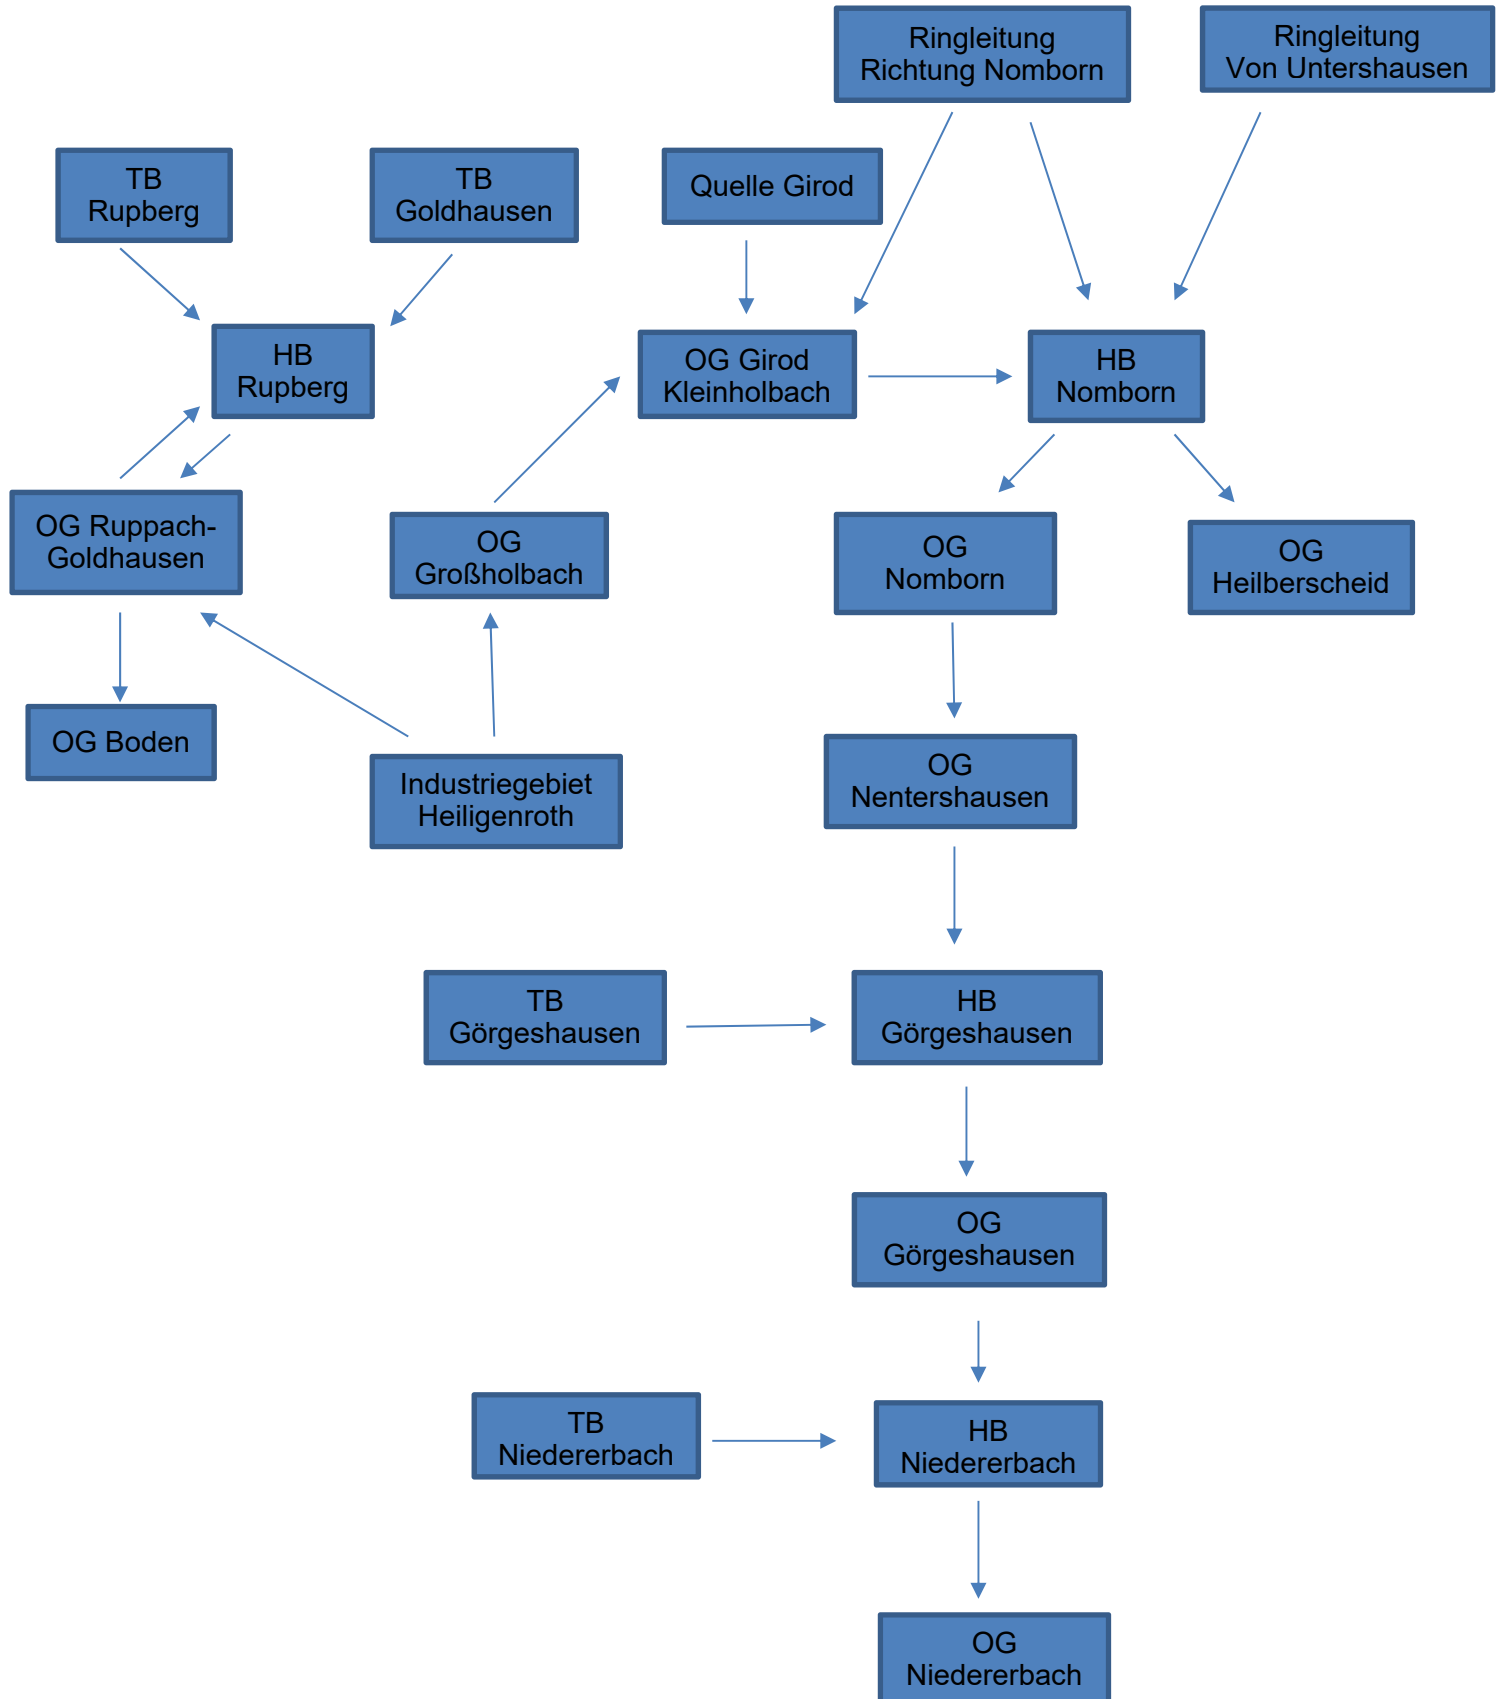 Ringleitung
Richtung Nomborn
Ringleitung
Von Untershausen
TB
Rupberg
TB
Goldhausen
Quelle Girod
HB
Rupberg
OG Girod
Kleinholbach
HB
Nomborn
OG Ruppach-
Goldhausen
OG
Großholbach
OG
Nomborn
OG
Heilberscheid
OG Boden
Industriegebiet
Heiligenroth
OG
Nentershausen
TB
Görgeshausen
HB
Görgeshausen
OG
Görgeshausen
TB
Niedererbach
HB
Niedererbach
OG
Niedererbach